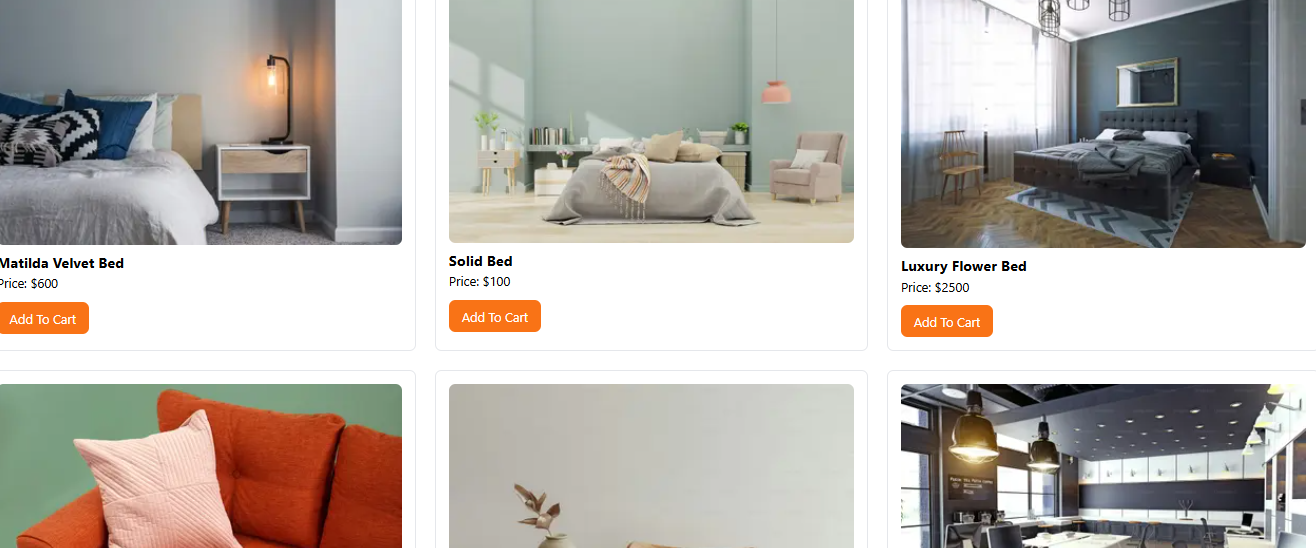 Matilda Velvet Bed
Price: $600
Add To Cart
Solid Bed
Price: $100
Add To Cart
Luxury Flower Bed
Price: $2500
Add To Cart